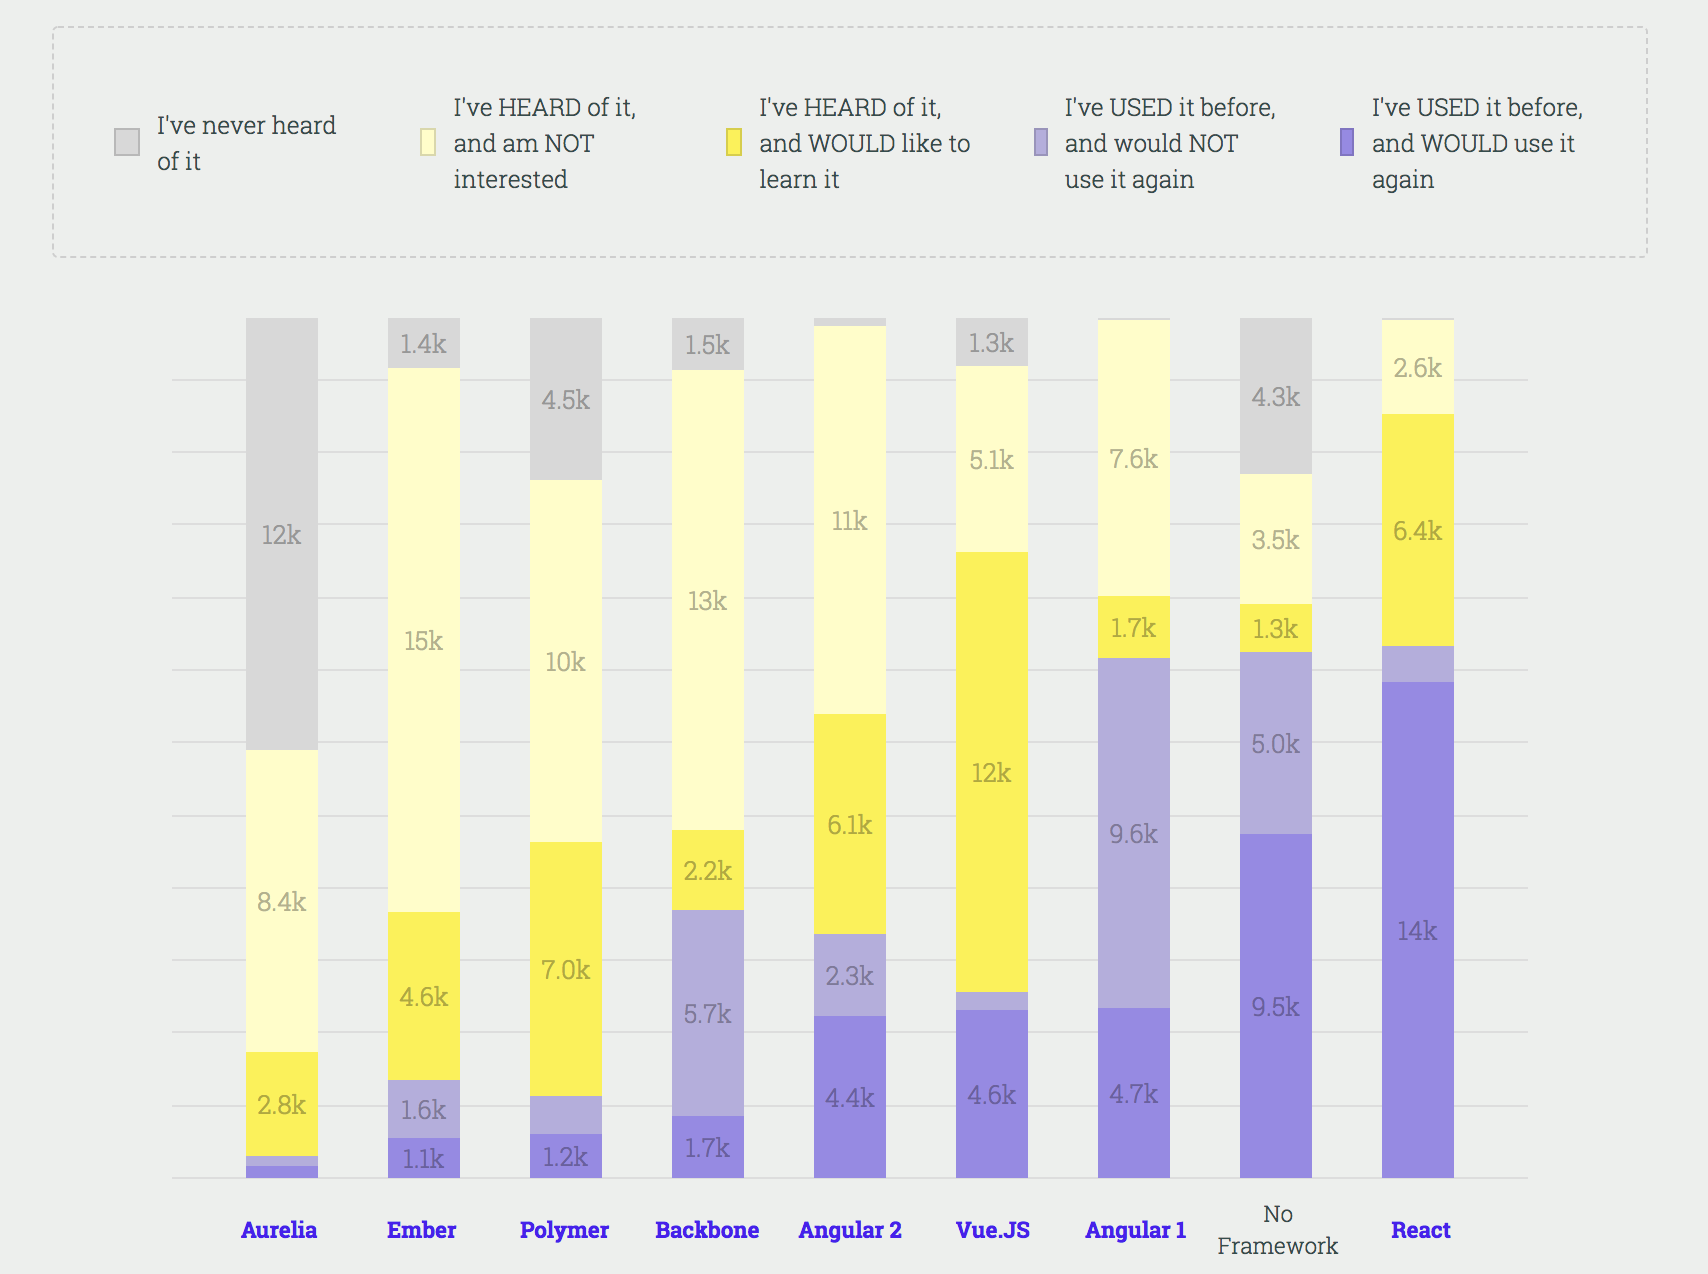 I've never heard
of it
I've HEARD of it,
and am NOT
interested
I've HEARD of it,
and WOULD like to
learn it
I've USED it before,
and would NOT
use it again
I've USED it before,
and WOULD use it
again
12k
8.4k
2.8k
1.4k
15k
4.6k
1.6k
1.1k
4.5k
10k
7.0k
1.2k
1.5k
13k
2.2k
5.7k
1.7k
11k
6.1k
2.3k
4.4k
1.3k
5.1k
12k
4.6k
7.6k
1.7k
9.6k
4.7k
4.3k
3.5k
1.3k
5.0k
9.5k
2.6k
6.4k
14k
Aurelia
Ember
Polymer
Backbone
Angular 2
Vue.JS
Angular 1
No
Framework
React